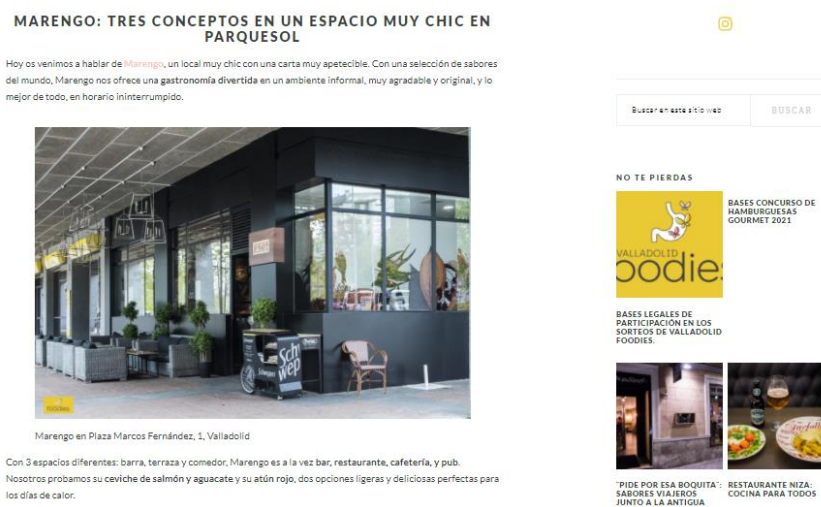 MARENGO: TRES CONCEPTOS EN UN ESPACIO MUY CHIC EN
PARQUESOL
Hoy os venimos a hablar de Marengo, un local muy chic con una carta muy apetecible. Con una selección de sabores
del mundo, Marengo nos ofrece una gastronomía divertida en un ambiente informal, muy agradable y original, y lo
mejor de todo, en horario ininterrumpido.
Schweppes
Sch
wep
foodies
Marengo en Plaza Marcos Fernández, 1, Valladolid
Con 3 espacios diferentes: barra, terraza y comedor, Marengo es a la vez bar, restaurante, cafetería, y pub.
Nosotros probamos su ceviche de salmón y aguacate y su atún rojo, dos opciones ligeras y deliciosas perfectas para
los días de calor.
Buscar en este sitio web
BUSCAR
NO TE PIERDAS
VALLADOLID
oodie
BASES CONCURSO DE
HAMBURGUESAS
GOURMET 2021
BASES LEGALES DE
PARTICIPACIÓN EN LOS
SORTEOS DE VALLADOLID
FOODIES.
"PIDE POR ESA BOQUITA":
SABORES VIAJEROS
JUNTO A LA ANTIGUA
RESTAURANTE NIZA:
COCINA PARA TODOS